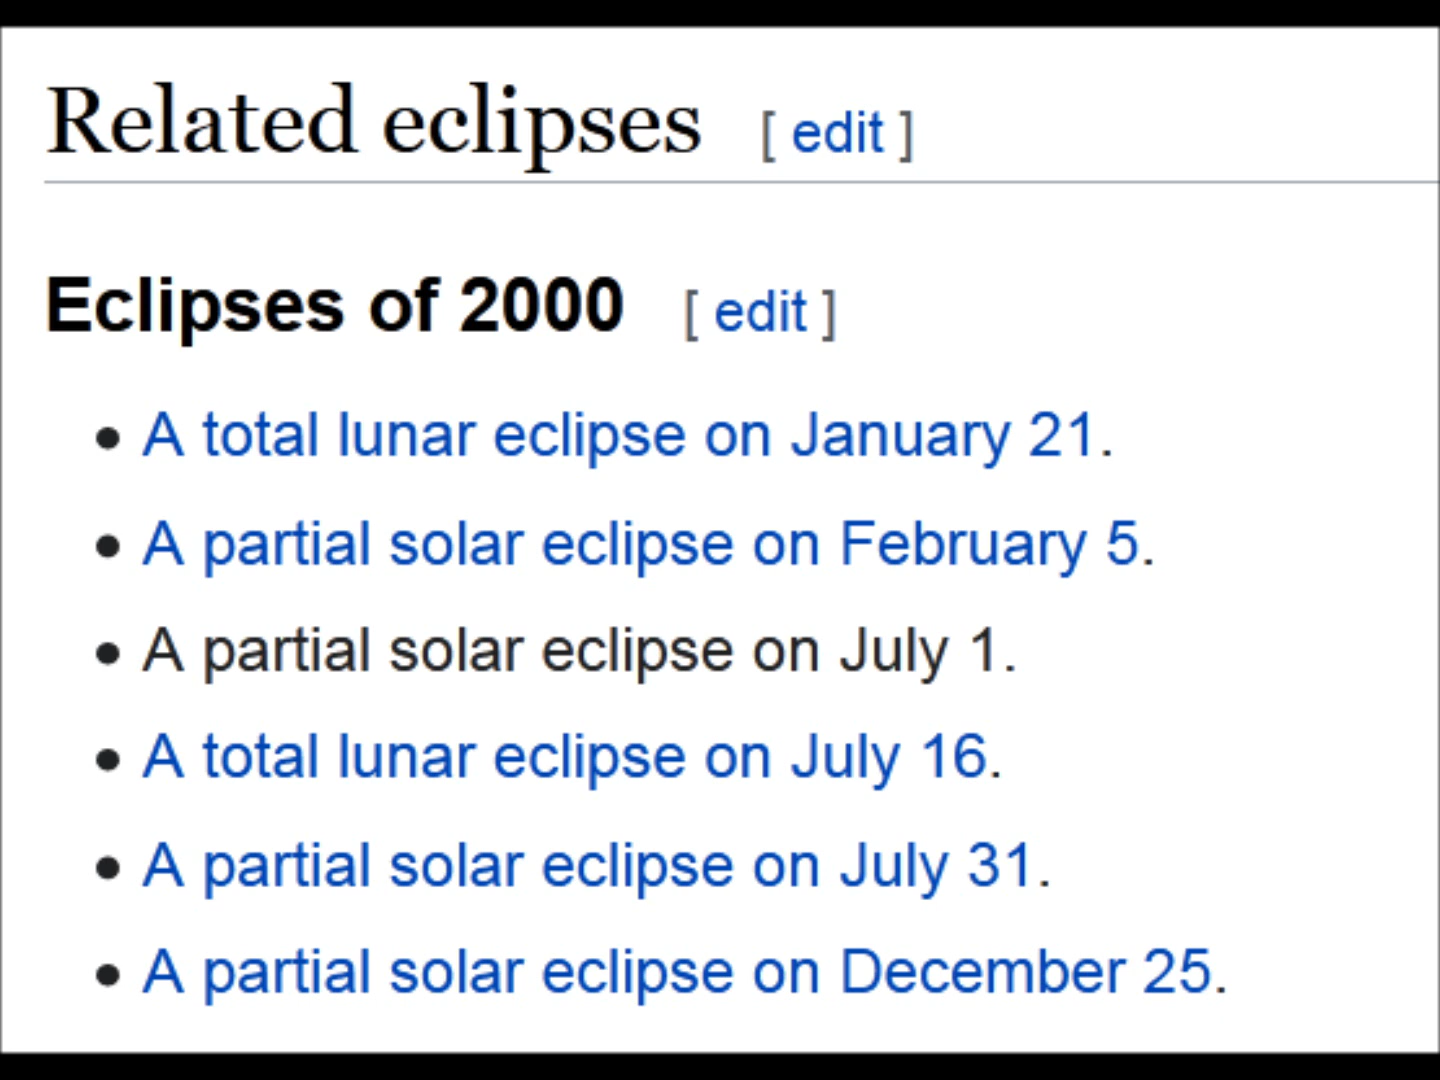 Related eclipses [ edit ]
Eclipses of 2000 [ edit ]
• A total lunar eclipse on January 21.
• A partial solar eclipse on February 5.
• A partial solar eclipse on July 1.
• A total lunar eclipse on July 16.
• A partial solar eclipse on July 31.
• A partial solar eclipse on December 25.